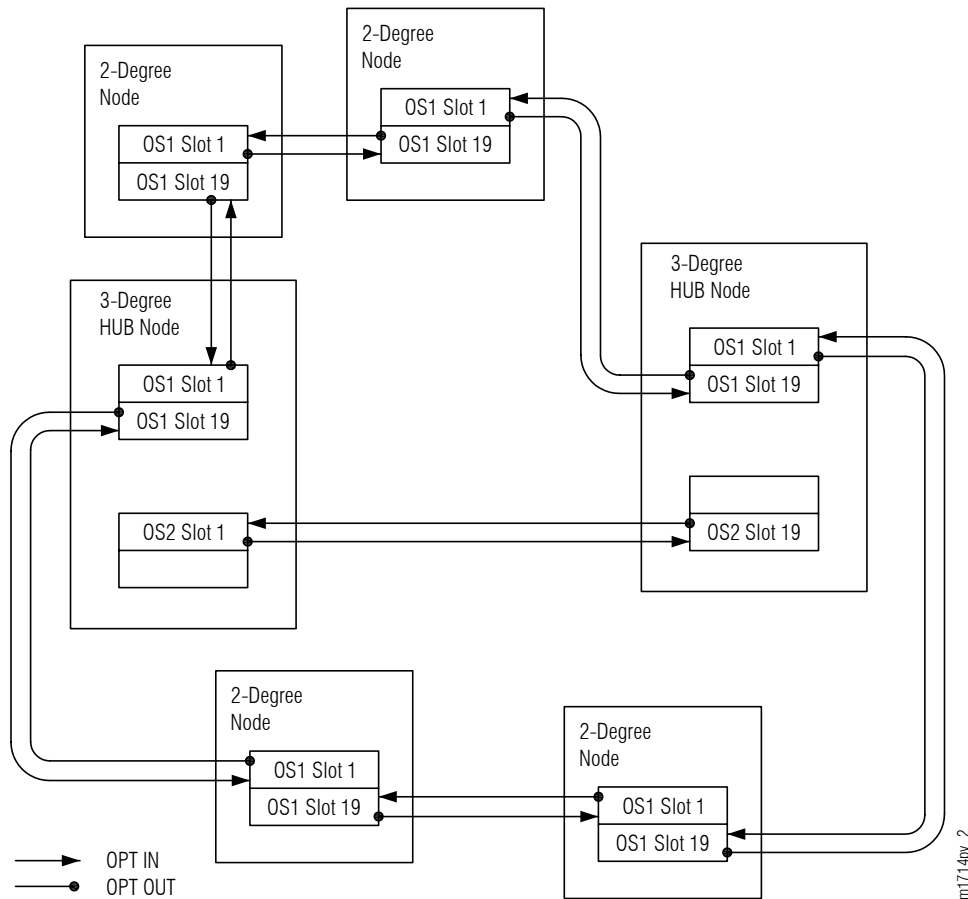 2-Degree
Node
OS1 Slot 1
OS1 Slot 19
2-Degree
Node
OS1 Slot 1
OS1 Slot 19
3-Degree
HUB Node
OS1 Slot 1
OS1 Slot 19
OS2 Slot 1
3-Degree
HUB Node
OS1 Slot 1
OS1 Slot 19
OS2 Slot 19
2-Degree
Node
OS1 Slot 1
OS1 Slot 19
2-Degree
Node
OS1 Slot 1
OS1 Slot 19
OPT IN
OPT OUT
m1714py_2